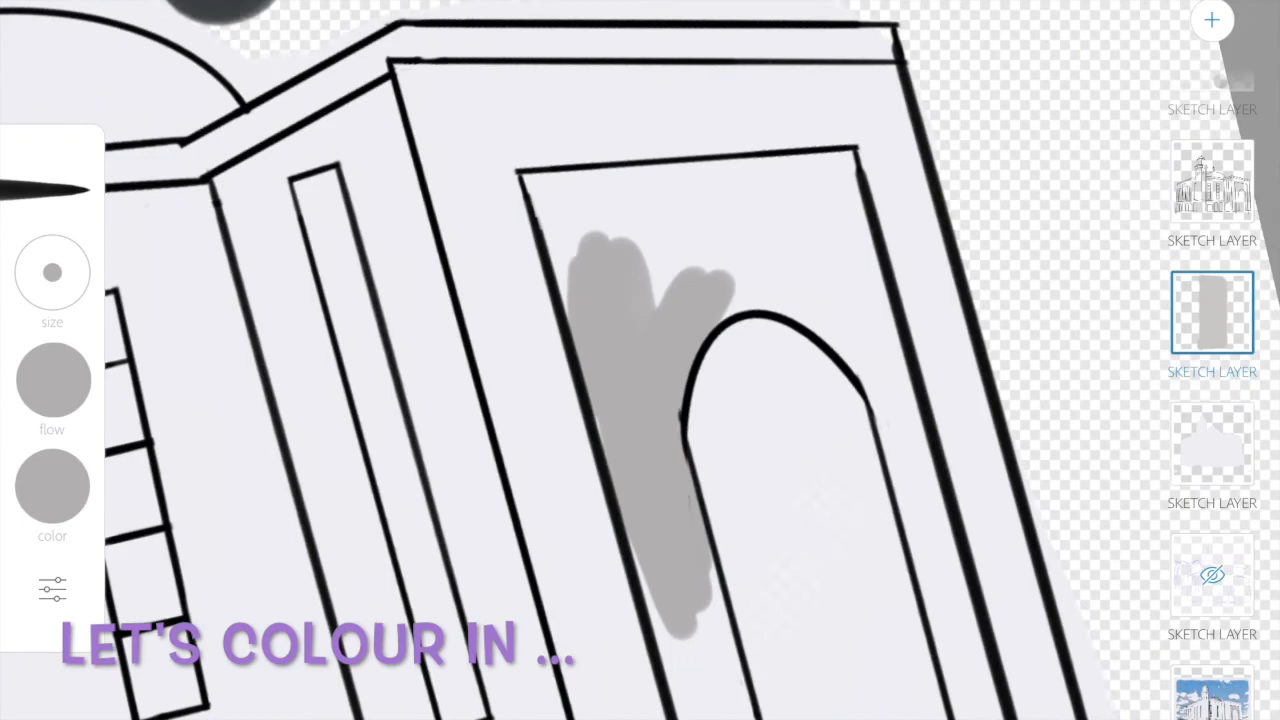 SKETCH LAYER
SKETCH LAYER
size
SKETCH LAYER
flow
SKETCH LAYER
color
SKETCH LAYER
LET'S COLOUR IN ...